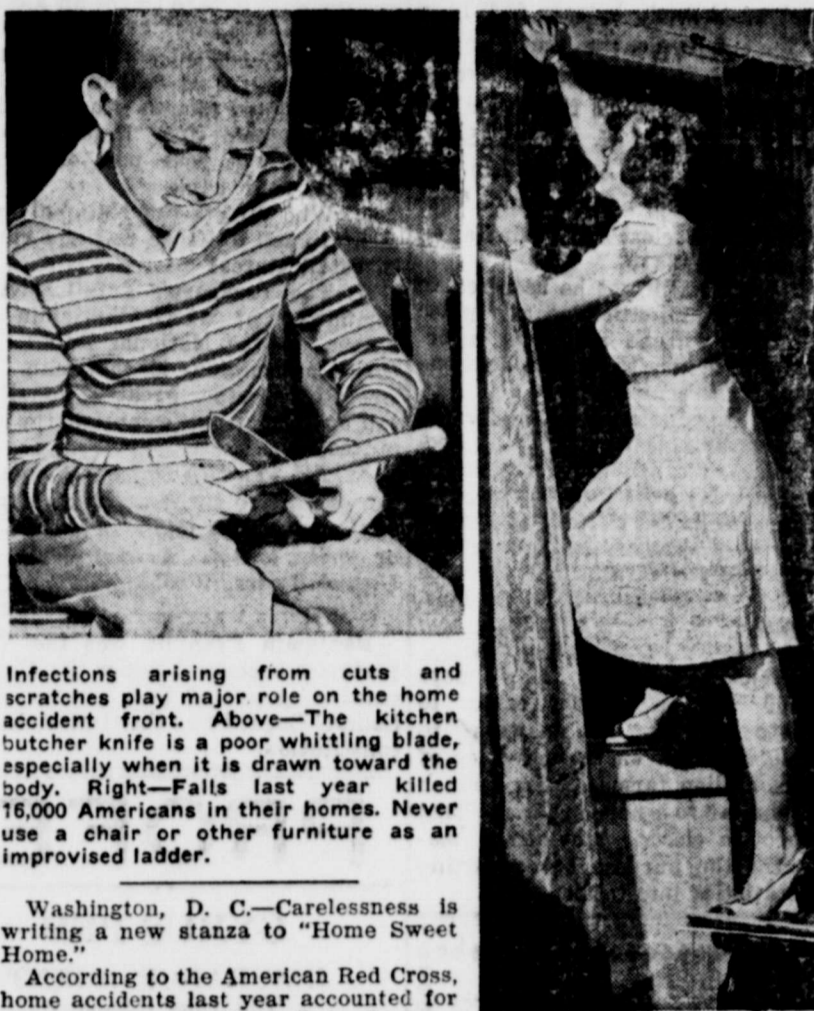 Infections arising from cuts and
scratches play major role on the home
accident front. Above—The kitchen
butcher knife is a poor whittling blade,
especially when it is drawn toward the
body. Right—Falls last year killed
16,000 Americans in their homes. Never
use a chair or other furniture as an
improvised ladder.
Washington, D. C.—Carelessness is
writing a new stanza to "Home Sweet
Home."
According to the American Red Cross,
home accidents last year accounted for